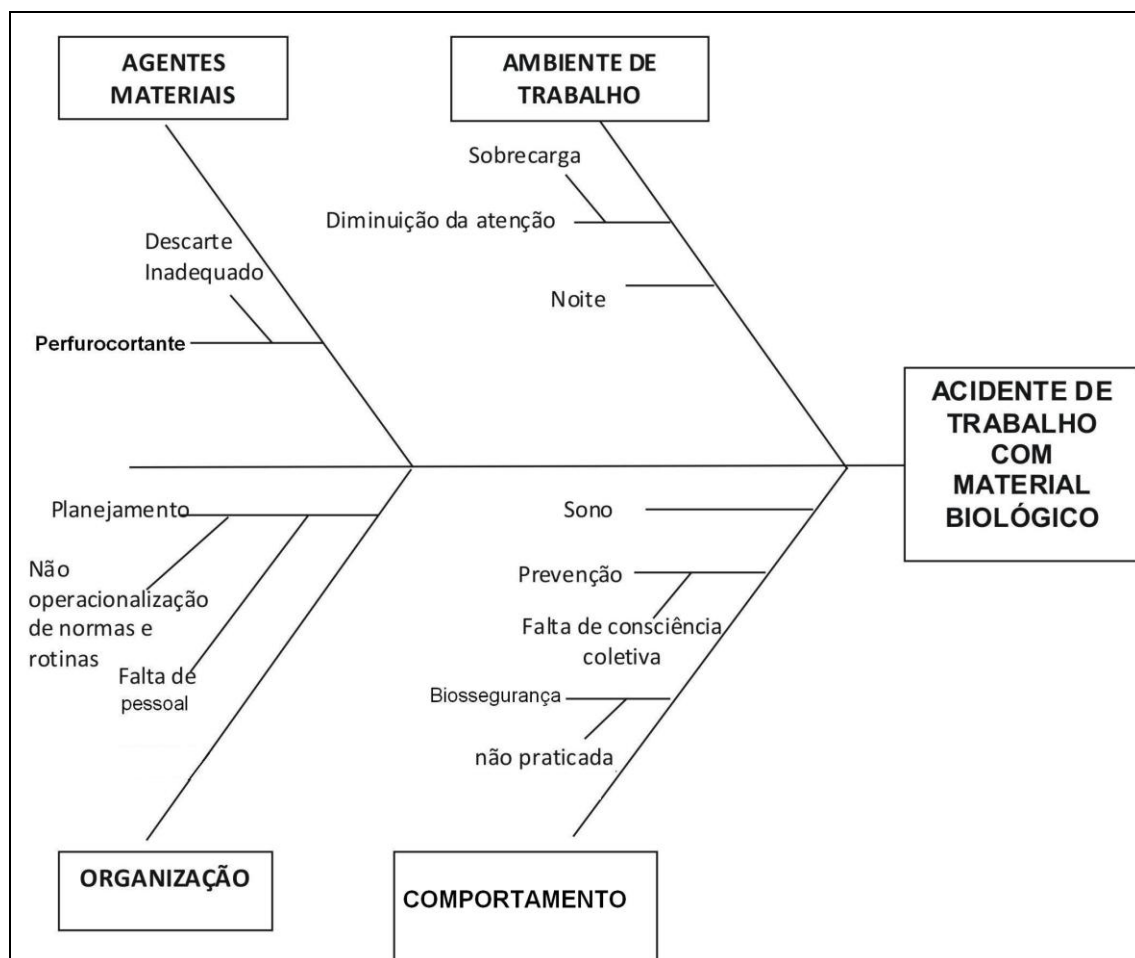 AGENTES
MATERIAIS
AMBIENTE DE
TRABALHO
Sobrecarga
Diminuição da atenção
Noite
Descarte
Inadequado
Perfurocortante
ACIDENTE DE
TRABALHO
COM
MATERIAL
BIOLÓGICO
Planejamento
Não
operacionalização
de normas e
rotinas
Falta de
pessoal
Sono
Prevenção
Falta de consciência
coletiva
Biossegurança
não praticada
ORGANIZAÇÃO
COMPORTAMENTO